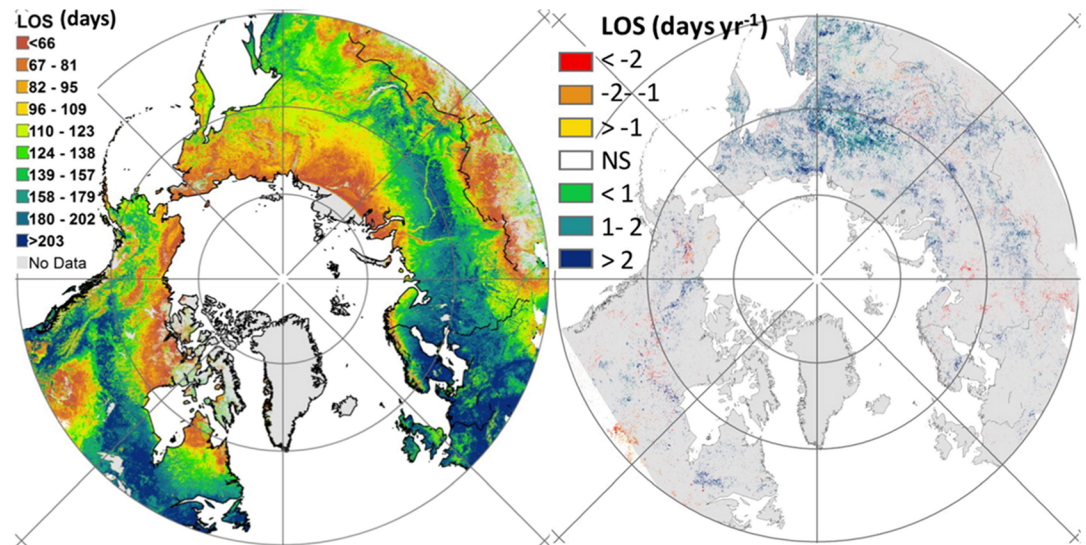 LOS (days)
<66
67 - 81
82 - 95
96 - 109
110 - 123
124 - 138
139 - 157
158 - 179
180 - 202
>203
No Data
LOS (days yr-1)
< -2
-2- -1
> -1
NS
< 1
1- 2
> 2